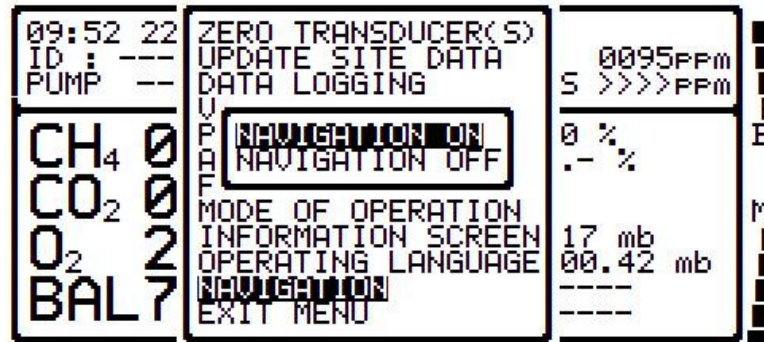 09:52 22
ID : ---
PUMP --
CH₄ 0
CO₂ 0
O₂ 2
BAL 7
ZERO TRANSDUCER(S)
UPDATE SITE DATA
DATA LOGGING
V
P
A
F
NAVIGATION ON
NAVIGATION OFF
MODE OF OPERATION
INFORMATION SCREEN
OPERATING LANGUAGE
NAVIGATION
EXIT MENU
0095ppm
S >>>>ppm
0 %
.- %
17 mb
00.42 mb
----
----